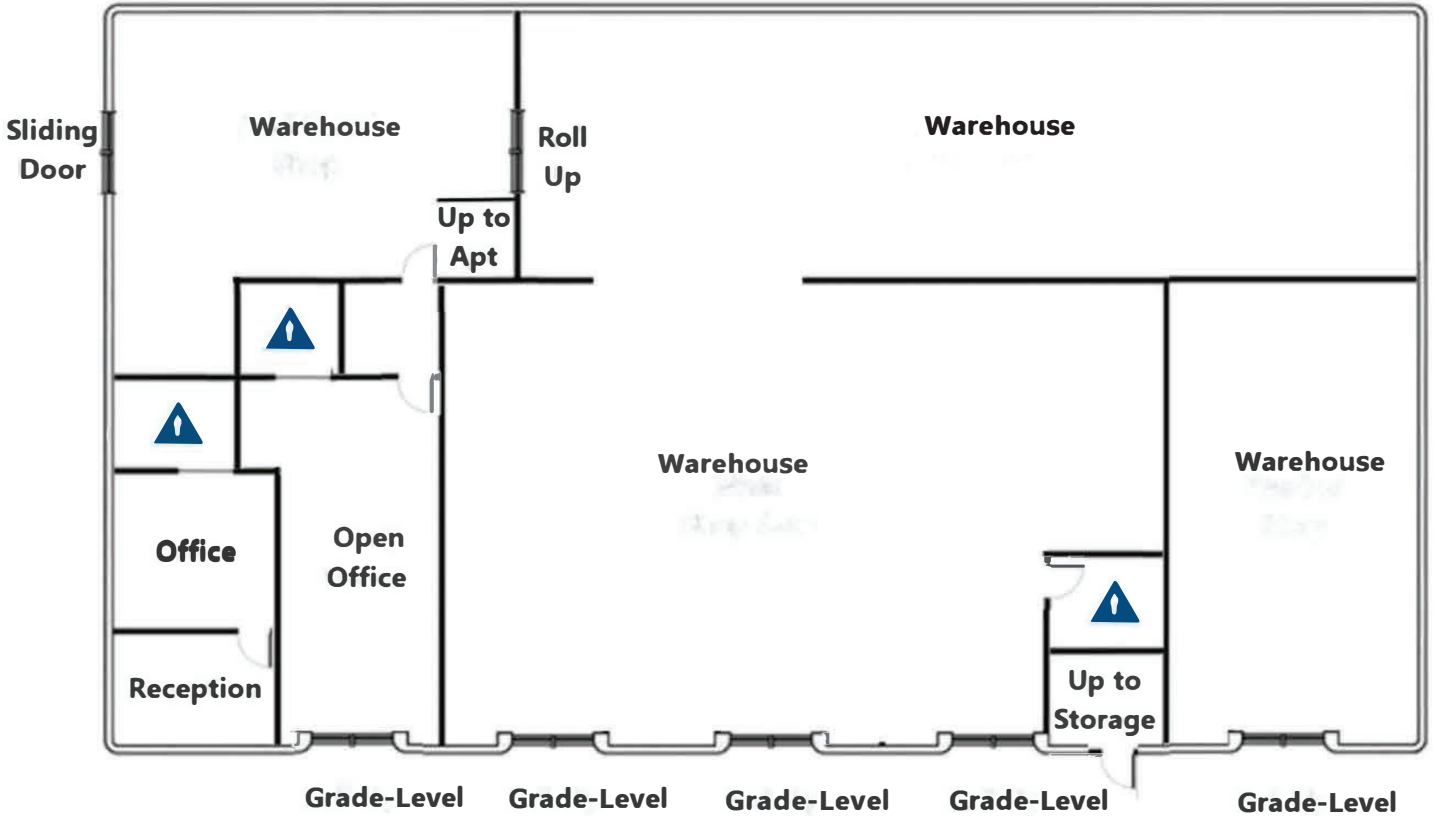 Sliding
Door
Warehouse
Roll
Up
Warehouse
Up to
Apt
Warehouse
Warehouse
Office
Open
Office
Reception
Up to
Storage
Grade-Level
Grade-Level
Grade-Level
Grade-Level
Grade-Level